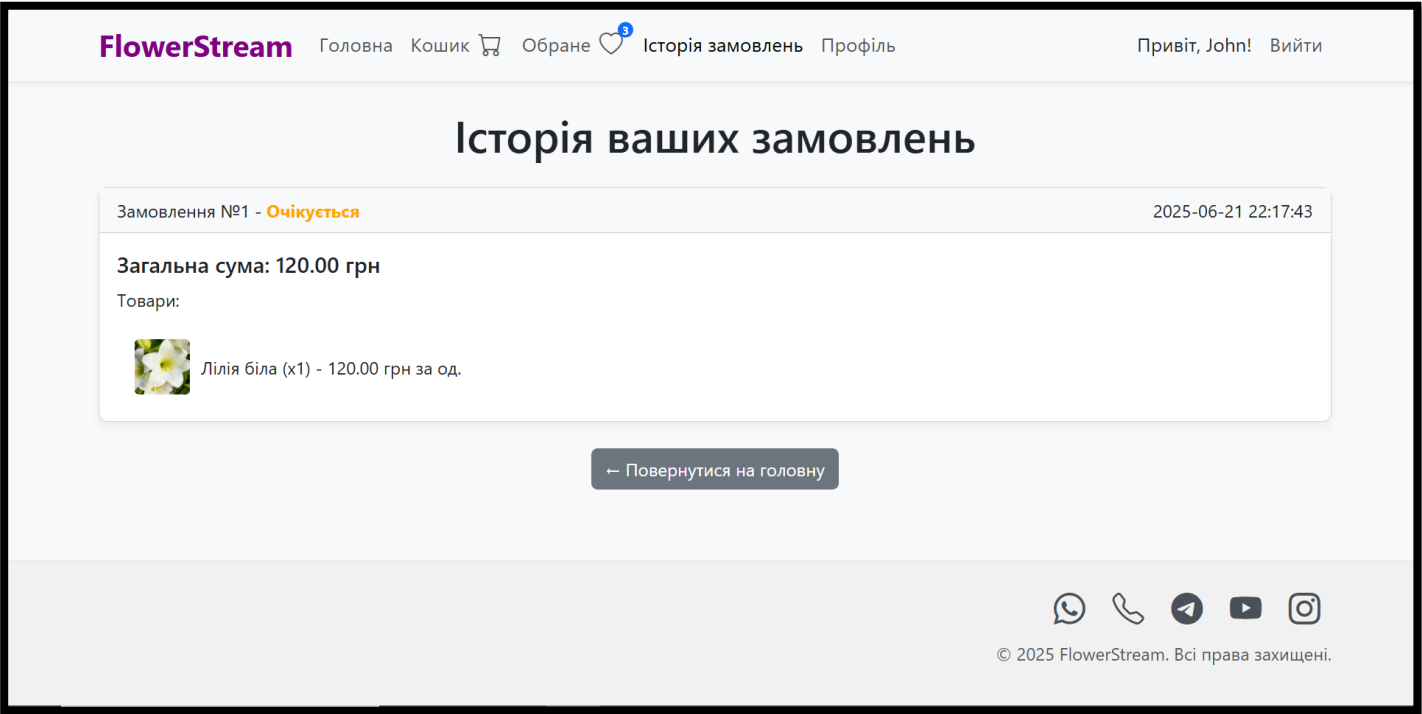 FlowerStream Головна Кошик Обране 3 Історія замовлень Профіль Привіт, John! Вийти
Історія ваших замовлень
Замовлення №1 - Очікується 2025-06-21 22:17:43
Загальна сума: 120.00 грн
Товари:
Лілія біла (x1) - 120.00 грн за од.
← Повернутися на головну
© 2025 FlowerStream. Всі права захищені.